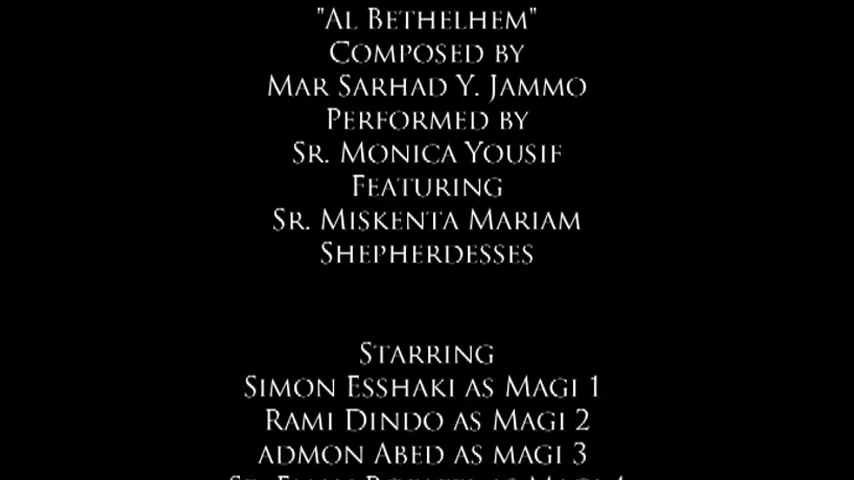 "Al Bethelhem"
Composed by
Mar Sarhad Y. Jammo
Performed by
Sr. Monica Yousif
Featuring
Sr. Miskenta Mariam
Shepherdesses
Starring
Simon Esshaki as Magi 1
Rami Dindo as Magi 2
admon Abed as magi 3